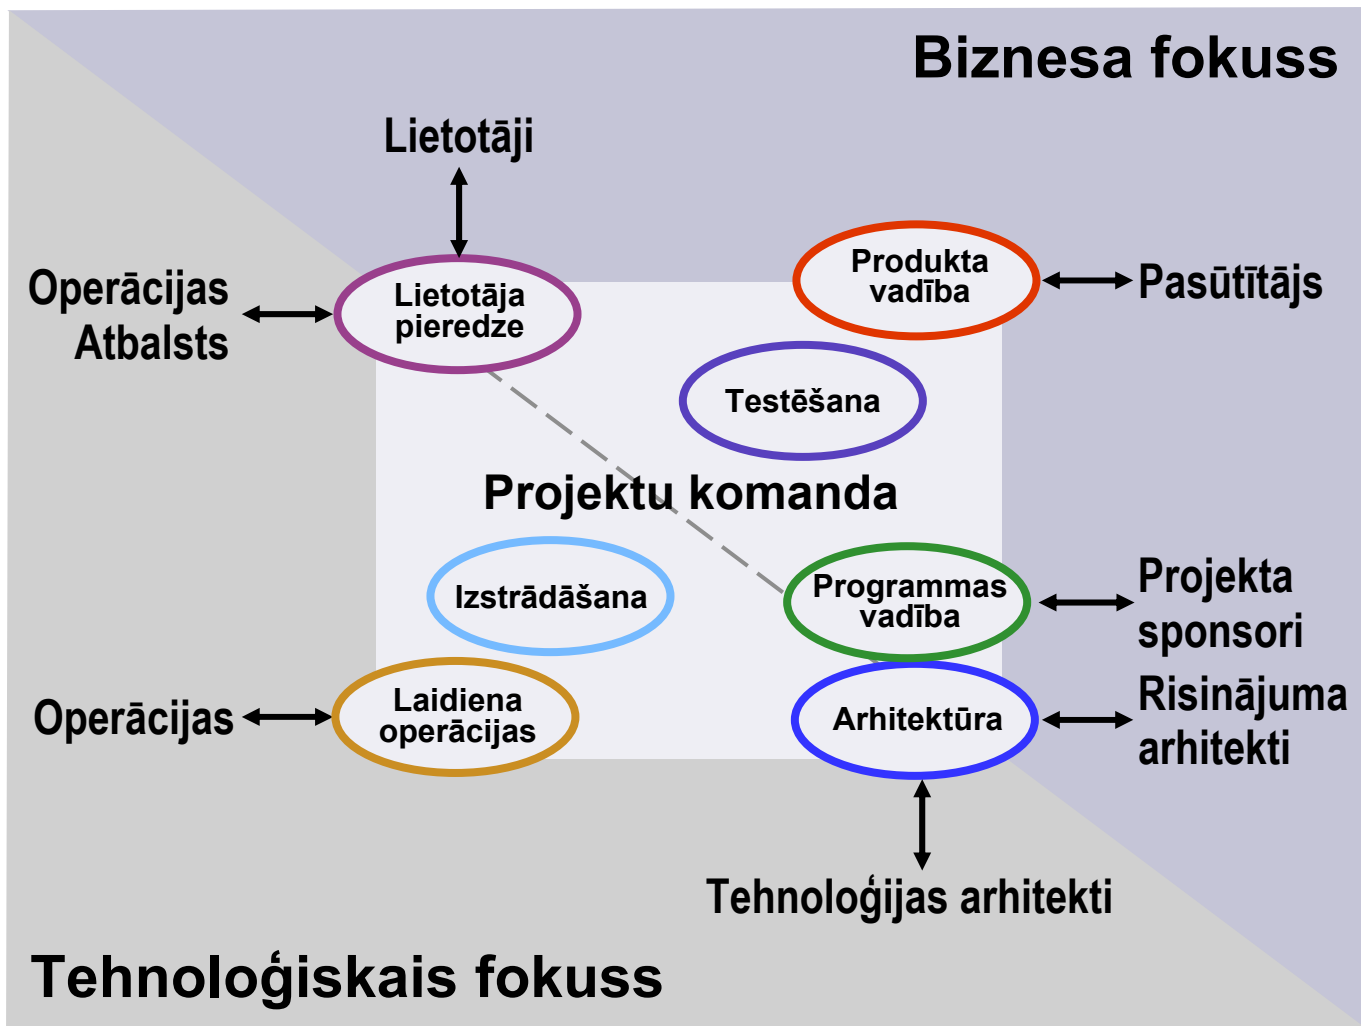 Biznesa fokuss
Lietotāji
Produkta
vadība
Pasūtītājs
Operācijas
Atbalsts
Lietotāja
pieredze
Testēšana
Projektu komanda
Izstrādāšana
Programmas
vadība
Projekta
sponsori
Operācijas
Laidiena
operācijas
Arhitektūra
Risinājuma
arhitekti
Tehnoloģijas arhitekti
Tehnoloģiskais fokuss